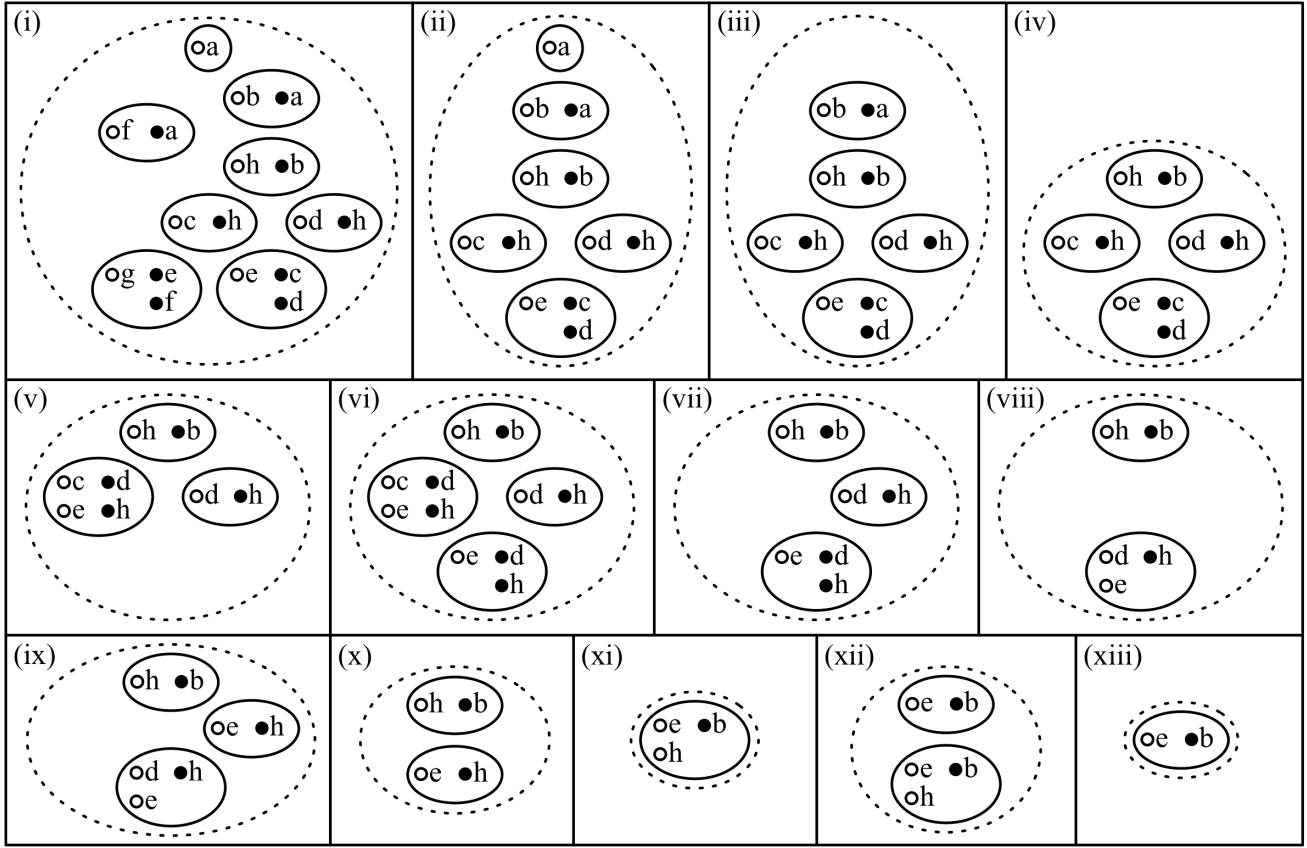 (i)
a
b a
f a
h b
c h d h
g e e c
f d
(ii)
a
b a
h b
c h d h
e c
d
(iii)
b a
h b
c h d h
e c
d
(iv)
h b
c h d h
e c
d
(v)
h b
c d
d h
e h
(vi)
h b
c d
d h
e h
e d
h
(vii)
h b
d h
e d
h
(viii)
h b
d h
e
(ix)
h b
e h
d h
e
(x)
h b
e h
(xi)
e b
h
(xii)
e b
e b
h
(xiii)
e b